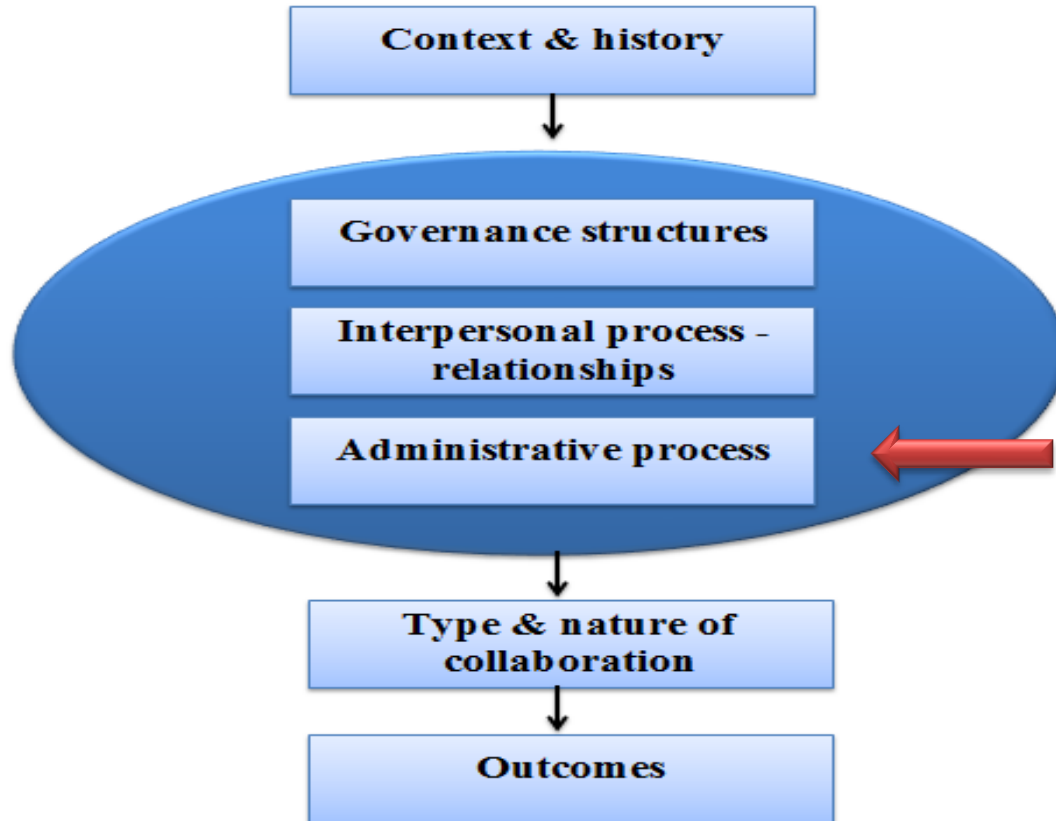 Context & history
Governance structures
Interpersonal process -
relationships
Administrative process
Type & nature of
collaboration
Outcomes